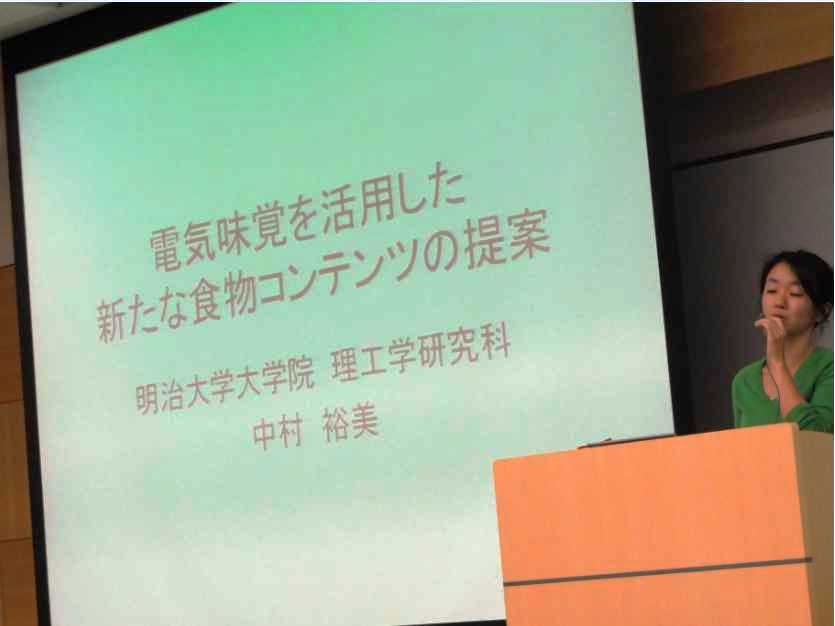 電気味覚を活用した
新たな食物コンテンツの提案
明治大学大学院 理工学研究科
中村 裕美